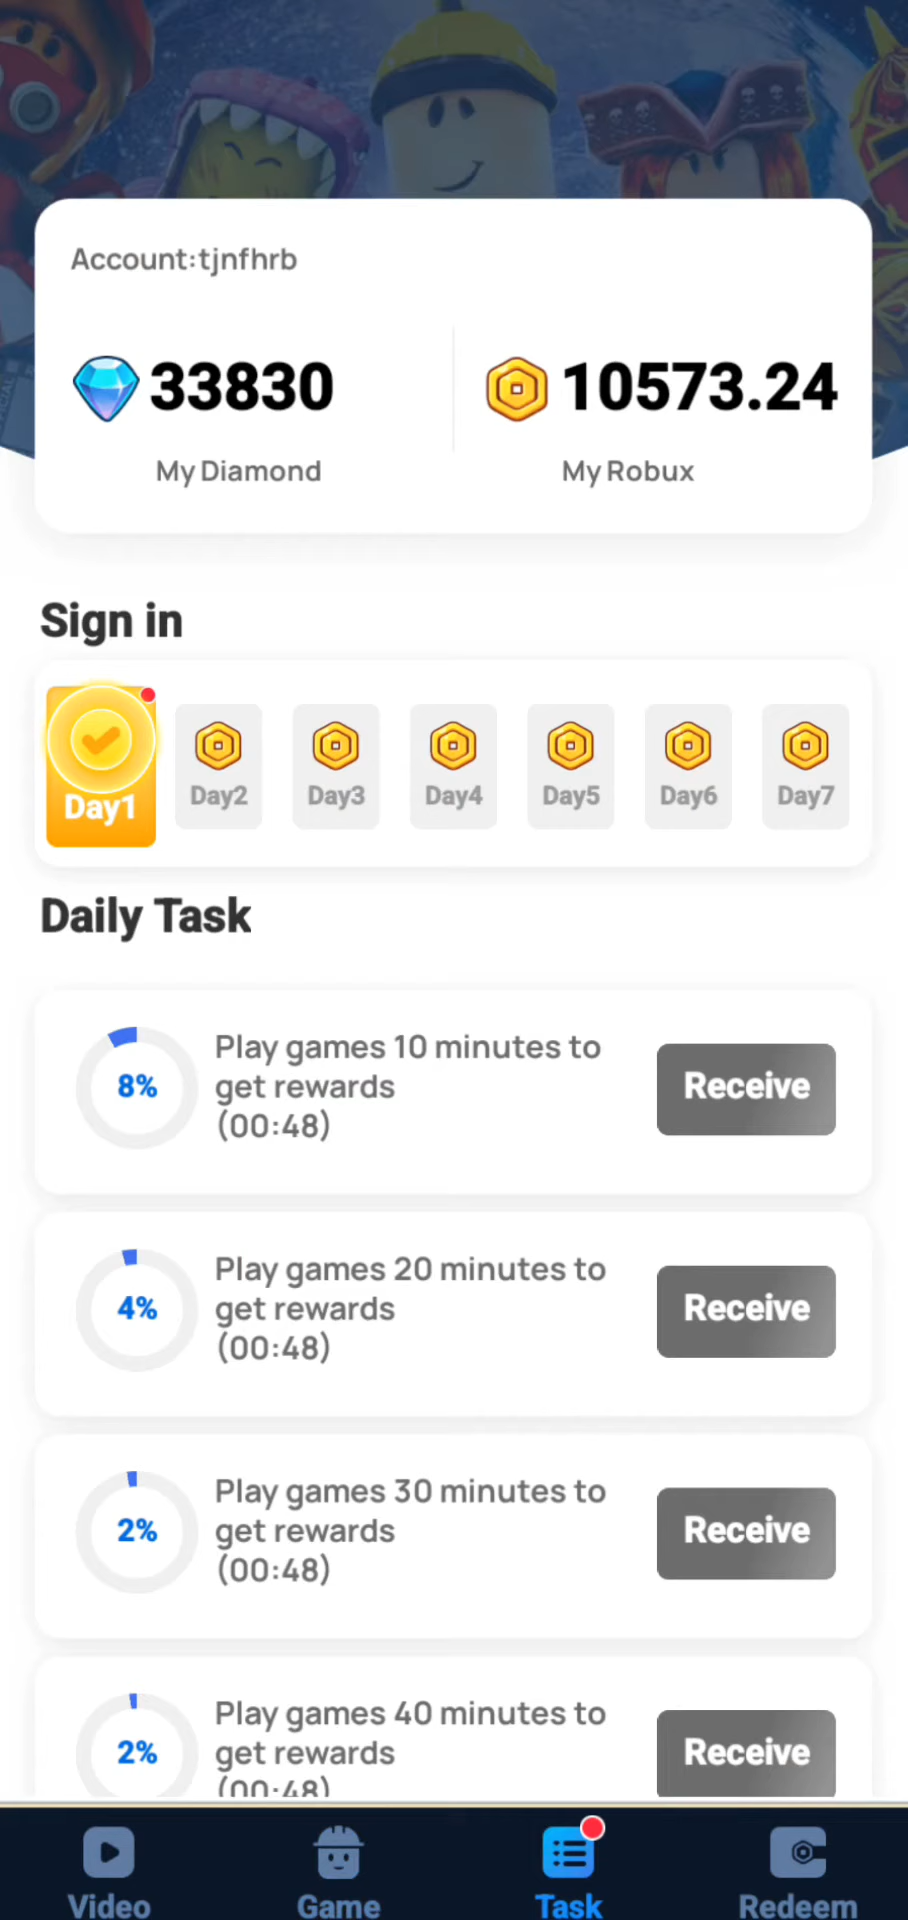 Account:tjnfhrb
33830
10573.24
My Diamond
My Robux
Sign in
Day1
Day2
Day3
Day4
Day5
Day6
Day7
Daily Task
8%
Play games 10 minutes to
get rewards
(00:48)
Receive
4%
Play games 20 minutes to
get rewards
(00:48)
Receive
2%
Play games 30 minutes to
get rewards
(00:48)
Receive
2%
Play games 40 minutes to
get rewards
(00:48)
Receive
Video
Game
Task
Redeem